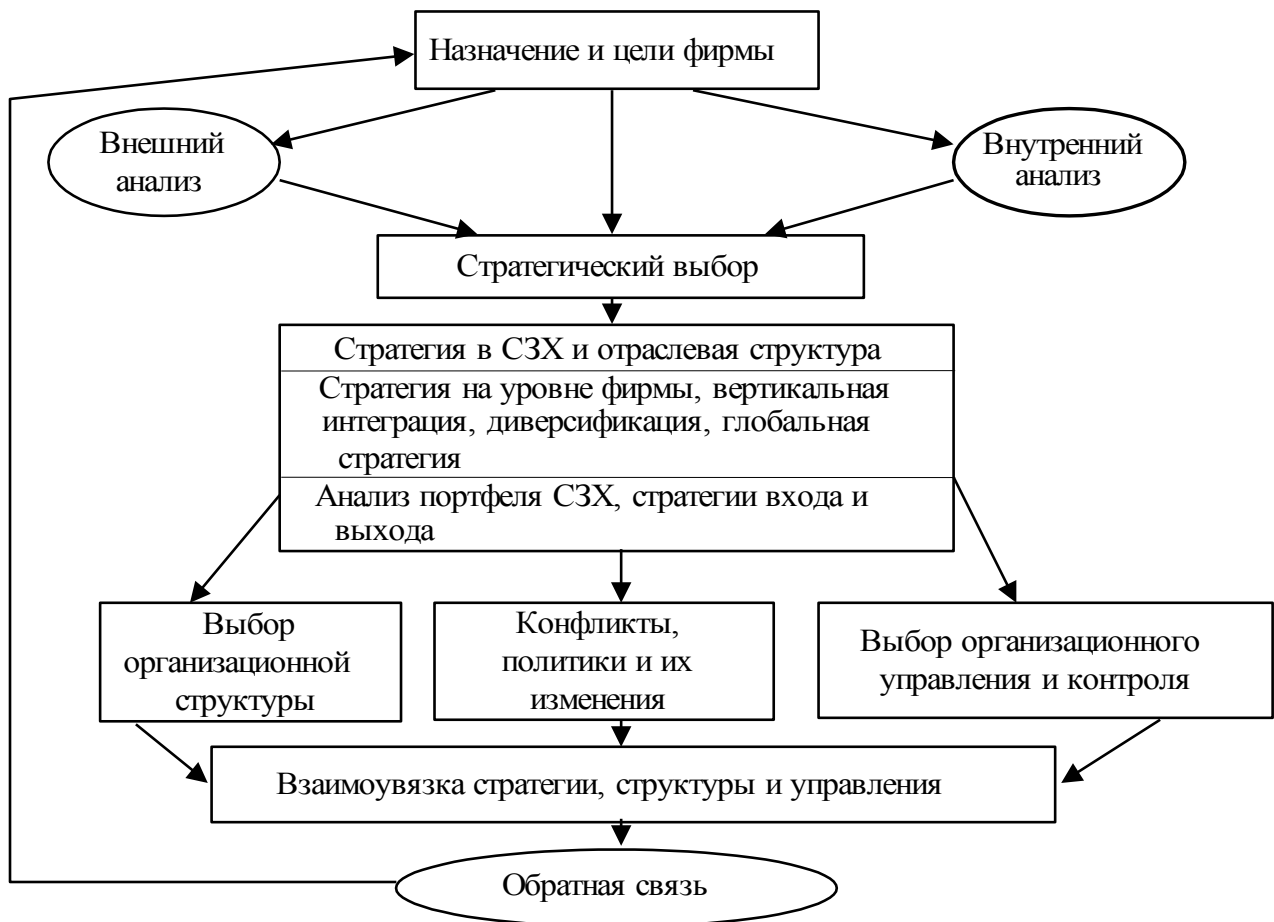 Назначение и цели фирмы
Внешний
анализ
Внутренний
анализ
Стратегический выбор
Стратегия в СЗХ и отраслевая структура
Стратегия на уровне фирмы, вертикальная
интеграция, диверсификация, глобальная
стратегия
Анализ портфеля СЗХ, стратегии входа и
выхода
Выбор
организационной
структуры
Конфликты,
политики и их
изменения
Выбор организационного
управления и контроля
Взаимоувязка стратегии, структуры и управления
Обратная связь